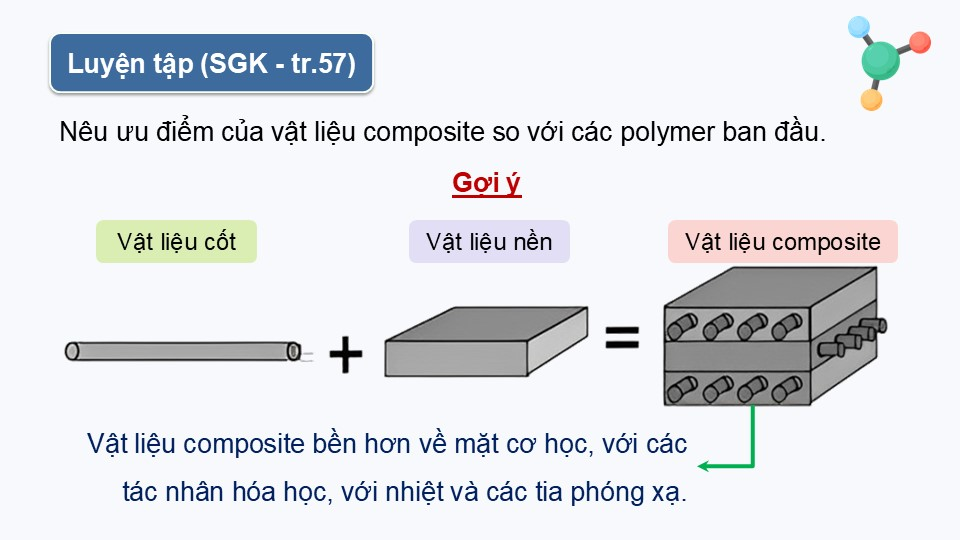 Luyện tập (SGK - tr.57)
Nêu ưu điểm của vật liệu composite so với các polymer ban đầu.
Gợi ý
Vật liệu cốt
Vật liệu nền
Vật liệu composite
+
=
Vật liệu composite bền hơn về mặt cơ học, với các
tác nhân hóa học, với nhiệt và các tia phóng xạ.